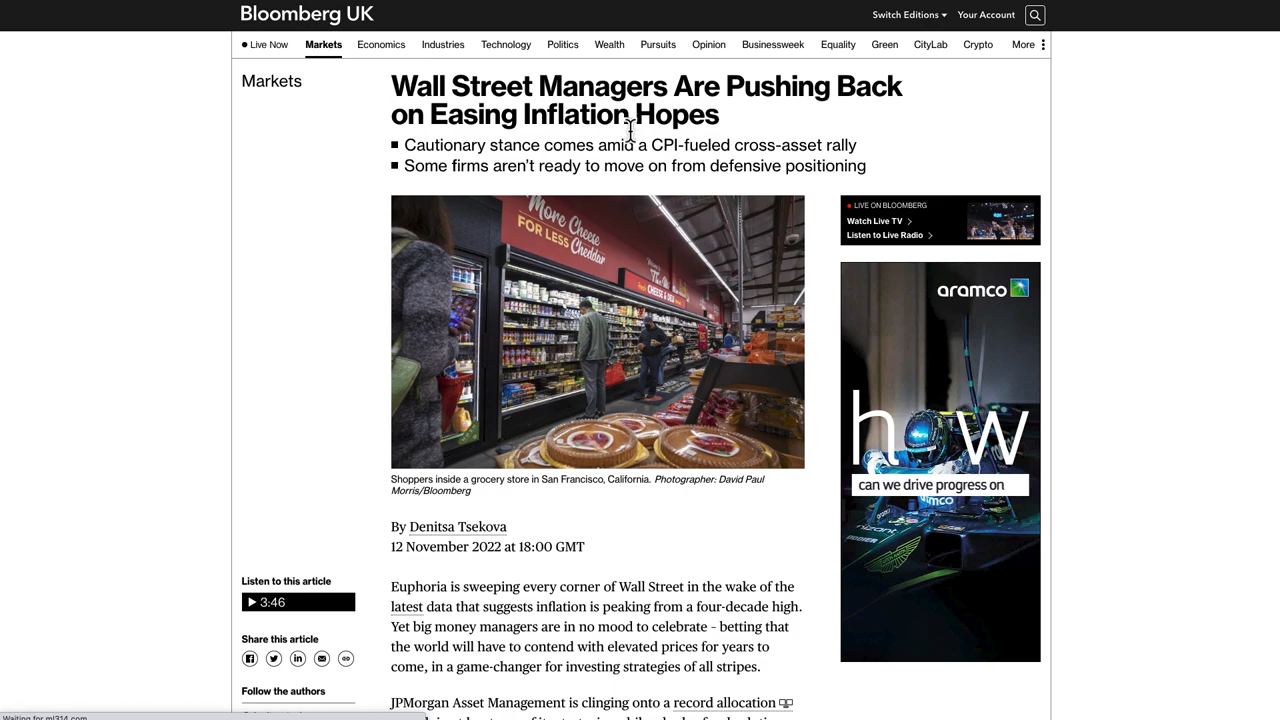 Bloomberg UK
Switch Editions
Your Account
Live Now
Markets
Economics
Industries
Technology
Politics
Wealth
Pursuits
Opinion
Businessweek
Equality
Green
CityLab
Crypto
More
Markets
Wall Street Managers Are Pushing Back
on Easing Inflation Hopes
Cautionary stance comes amid a CPI-fueled cross-asset rally
Some firms aren't ready to move on from defensive positioning
More Cheese
FOR LESS
Cheddar
CHEESE & DELI
LIVE ON BLOOMBERG
Watch Live TV
Listen to Live Radio
aramco
how
can we drive progress on
aramco
Shoppers inside a grocery store in San Francisco, California. Photographer: David Paul
Morris/Bloomberg
By Denitsa Tsekova
12 November 2022 at 18:00 GMT
Listen to this article
3:46
Share this article
Follow the authors
Euphoria is sweeping every corner of Wall Street in the wake of the
latest data that suggests inflation is peaking from a four-decade high.
Yet big money managers are in no mood to celebrate – betting that
the world will have to contend with elevated prices for years to
come, in a game-changer for investing strategies of all stripes.
JPMorgan Asset Management is clinging onto a record allocation